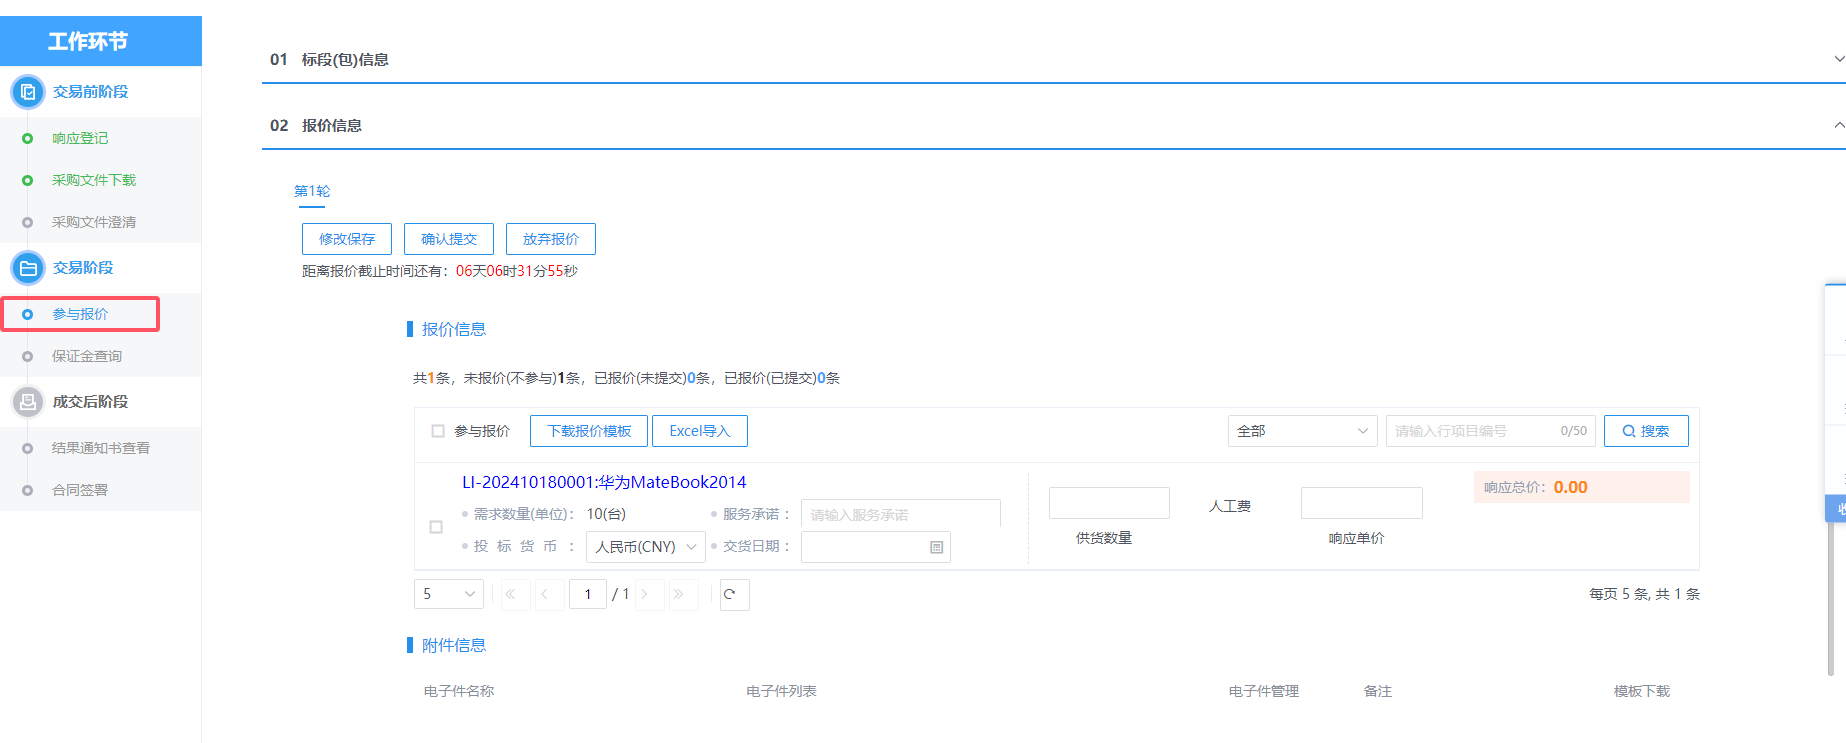 工作环节
交易前阶段
响应登记
采购文件下载
采购文件澄清
交易阶段
参与报价
保证金查询
成交后阶段
结果通知书查看
合同签署
01 标段(包)信息
02 报价信息
第1轮
修改保存 确认提交 放弃报价
距离报价截止时间还有：06天06时31分55秒
报价信息
共1条，未报价(不参与)1条，已报价(未提交)0条，已报价(已提交)0条
参与报价 下载报价模板 Excel导入 全部 请输入行项目编号 0/50 搜索
LI-202410180001:华为MateBook2014
需求数量(单位)： 10(台) 服务承诺： 请输入服务承诺
投标货币： 人民币(CNY) 交货日期：
供货数量
人工费
响应单价
响应总价：0.00
5 1 / 1 每页 5 条, 共 1 条
附件信息
电子件名称 电子件列表 电子件管理 备注 模板下载